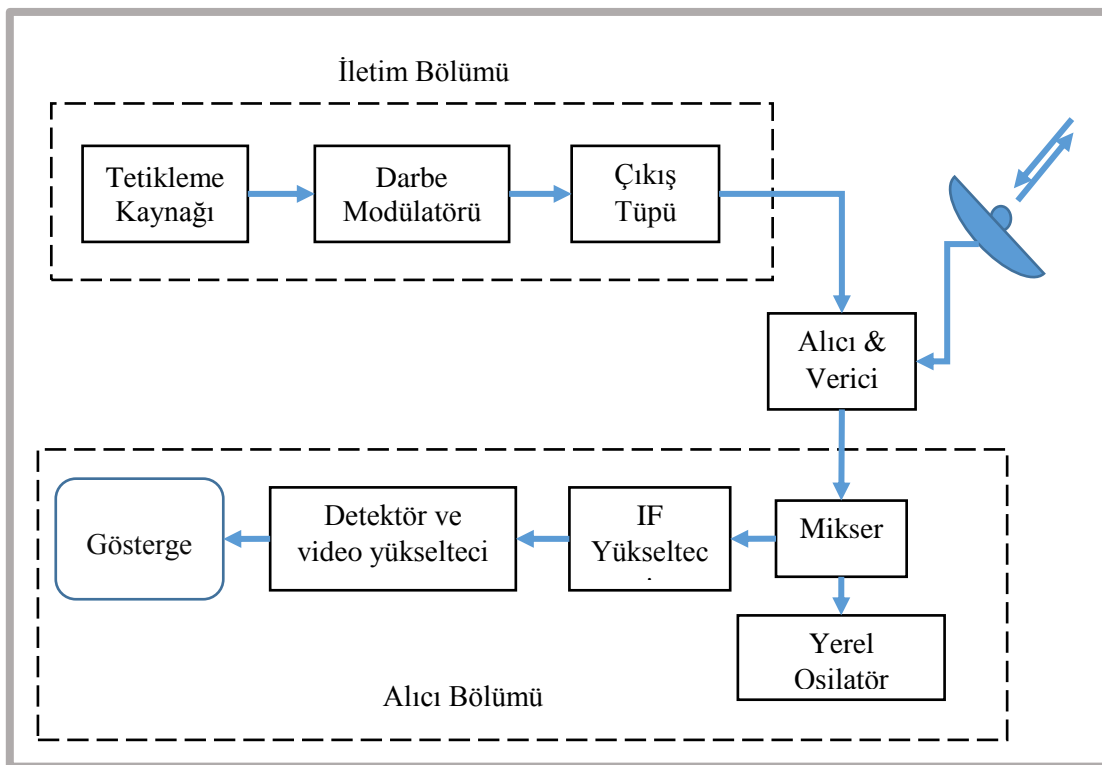 İletim Bölümü
Tetikleme
Kaynağı
Darbe
Modülatörü
Çıkış
Tüpü
Alıcı &
Verici
Mikser
IF
Yükseltec
Detektör ve
video yükselteci
Gösterge
Yerel
Osilatör
Alıcı Bölümü